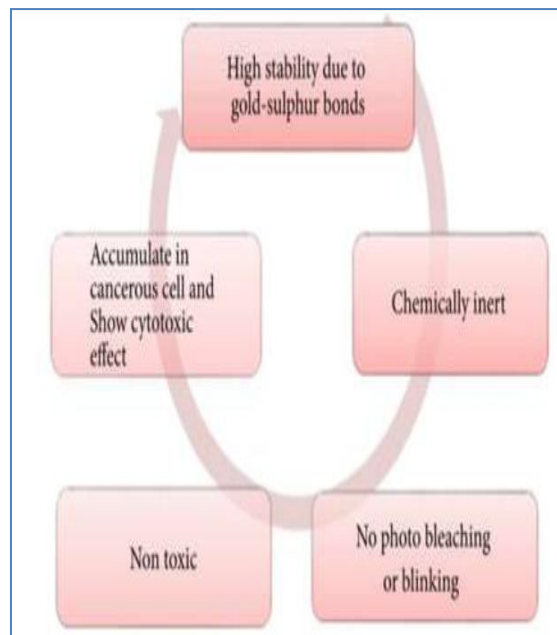 High stability due to
gold-sulphur bonds
Chemically inert
No photo bleaching
or blinking
Non toxic
Accumulate in
cancerous cell and
Show cytotoxic
effect